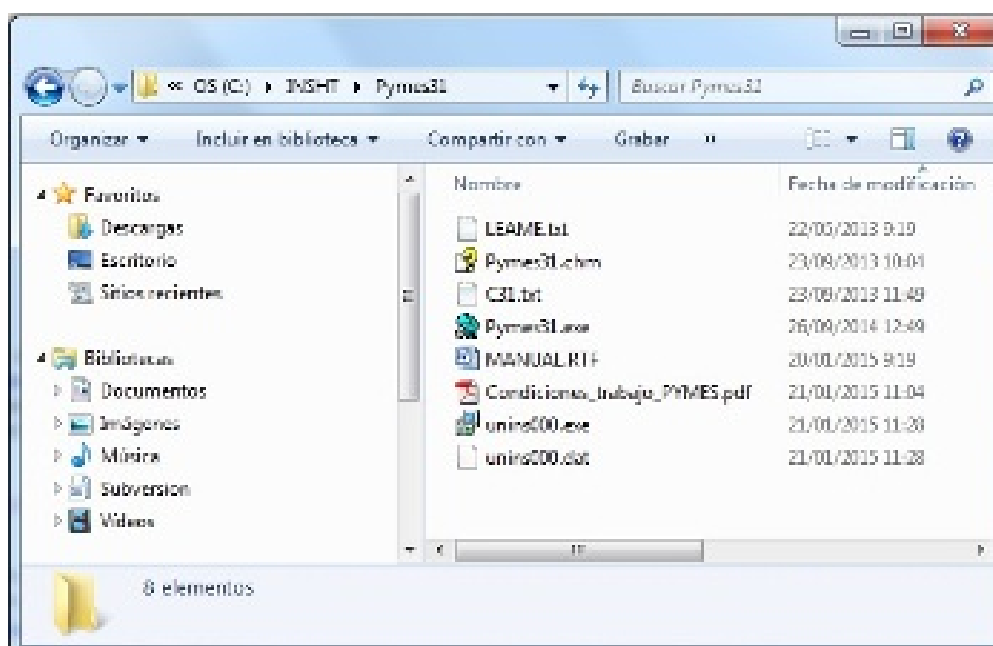 « OS (C:) ▸ INSHT ▸ Pymes31
Buscar Pymes31
Organizar
Incluir en biblioteca
Compartir con
Grabar
»
Favoritos
Descargas
Escritorio
Sitios recientes
Bibliotecas
Documentos
Imágenes
Música
Subversion
Vídeos
Nombre Fecha de modificación
LEAME.txt 22/05/2013 9:19
Pymes31.chm 23/09/2013 10:04
C31.txt 23/09/2013 11:49
Pymes31.exe 26/09/2014 12:49
MANUAL.RTF 20/01/2015 9:19
Condiciones_trabajo_PYMES.pdf 21/01/2015 11:04
unins000.exe 21/01/2015 11:28
unins000.dat 21/01/2015 11:28
8 elementos